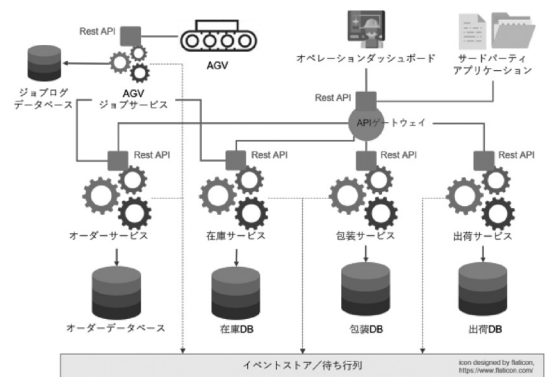 Rest API
AGV
オペレーションダッシュボード
サードパーティ
アプリケーション
ジョブログ
データベース
AGV
ジョブサービス
Rest API
APIゲートウェイ
Rest API
Rest API
Rest API
Rest API
オーダーサービス
在庫サービス
包装サービス
出荷サービス
オーダーデータベース
在庫DB
包装DB
出荷DB
イベントストア／待ち行列
icon designed by flaticon,
https://www.flaticon.com/